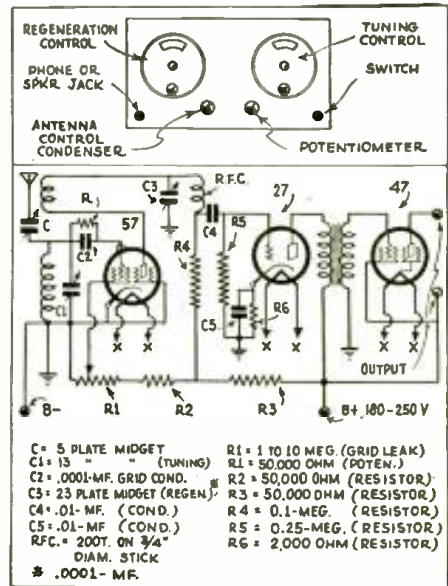 REGENERATION
CONTROL
TUNING
CONTROL
PHONE OR
SPKR JACK
SWITCH
ANTENNA
CONTROL
CONDENSER
POTENTIOMETER
C3
R.F.C.
27
47
R)
57
C
C2
C4
R5
R4
C1
C5
R6
X X
X X
X X
OUTPUT
B-
R1
R2
R3
B+ 180-250 V
C= 5 PLATE MIDGET
C1= 13 " " (TUNING)
C2= .0001-MF. GRID COND. *
C3= 23 PLATE MIDGET (REGEN.)
C4= .01-MF. (COND.)
C5= .01-MF (COND.)
RFC.= 200T. ON 3/4"
DIAM. STICK
* .0001- MF.
R1= 1 TO 10 MEG. (GRID LEAK)
R1= 50,000 OHM (POTEN.)
R2= 50,000 OHM (RESISTOR)
R3= 50,000 OHM (RESISTOR)
R4= 0.1-MEG. (RESISTOR)
R5= 0.25-MEG. (RESISTOR)
R6= 2,000 OHM (RESISTOR)